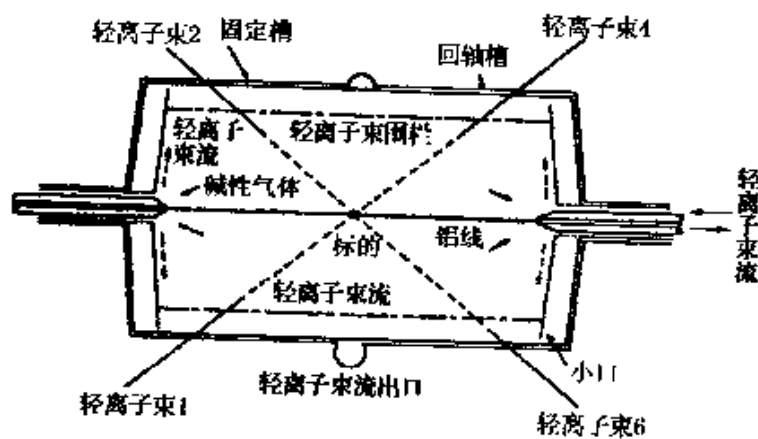 轻离子束2
固定槽
轻离子束4
回轴槽
轻离子
束流
轻离子束围栏
碱性气体
标的
铝线
轻离子束流
轻离子束流
小口
轻离子束1
轻离子束流出口
轻离子束6